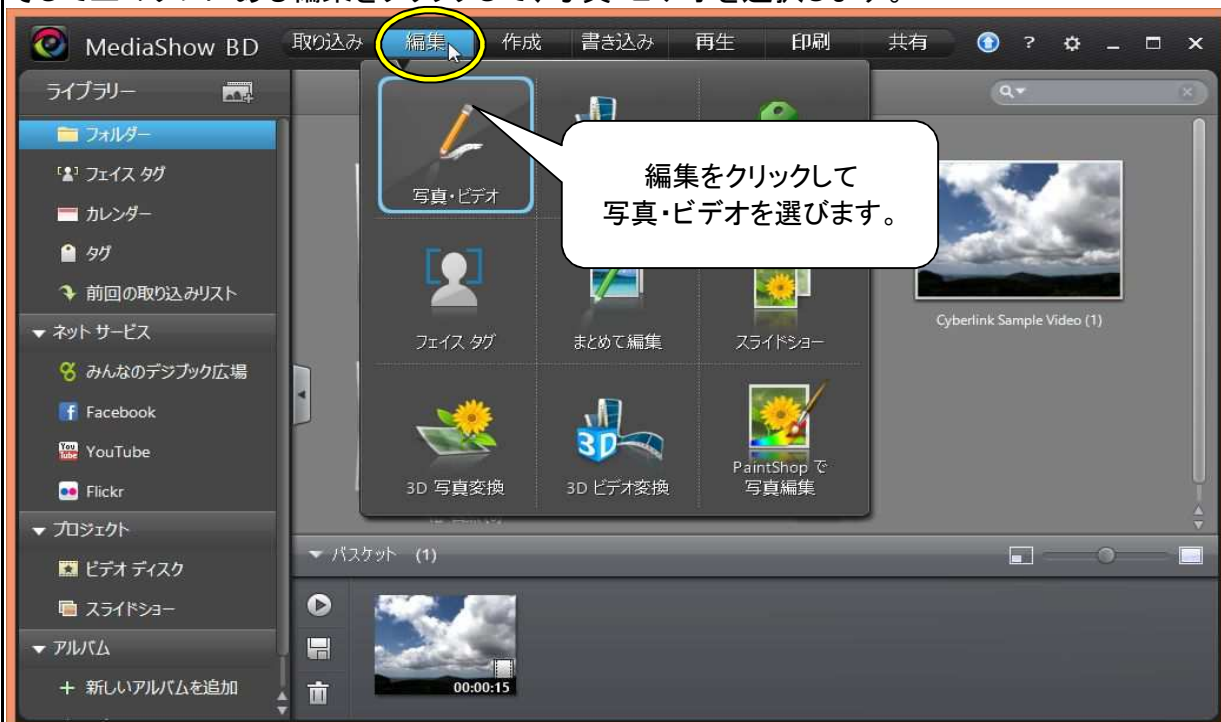 MediaShow BD
取り込み 編集 作成 書き込み 再生 印刷 共有
ライブラリー
フォルダー
フェイス タグ
カレンダー
タグ
前回の取り込みリスト
ネット サービス
みんなのデジブック広場
Facebook
YouTube
Flickr
プロジェクト
ビデオ ディスク
スライドショー
アルバム
新しいアルバムを追加
写真・ビデオ
編集をクリックして
写真・ビデオを選びます。
フェイス タグ
まとめて編集
スライドショー
3D 写真変換
3D ビデオ変換
PaintShop で
写真編集
Cyberlink Sample Video (1)
バスケット (1)
00:00:15